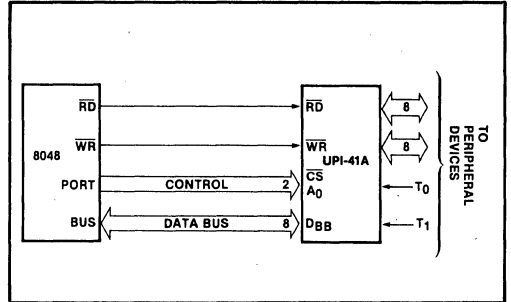 8048
RD
WR
PORT
BUS
CONTROL
2
DATA BUS
8
RD
WR
UPI-41A
CS
A0
DBB
8
8
T0
T1
TO
PERIPHERAL
DEVICES